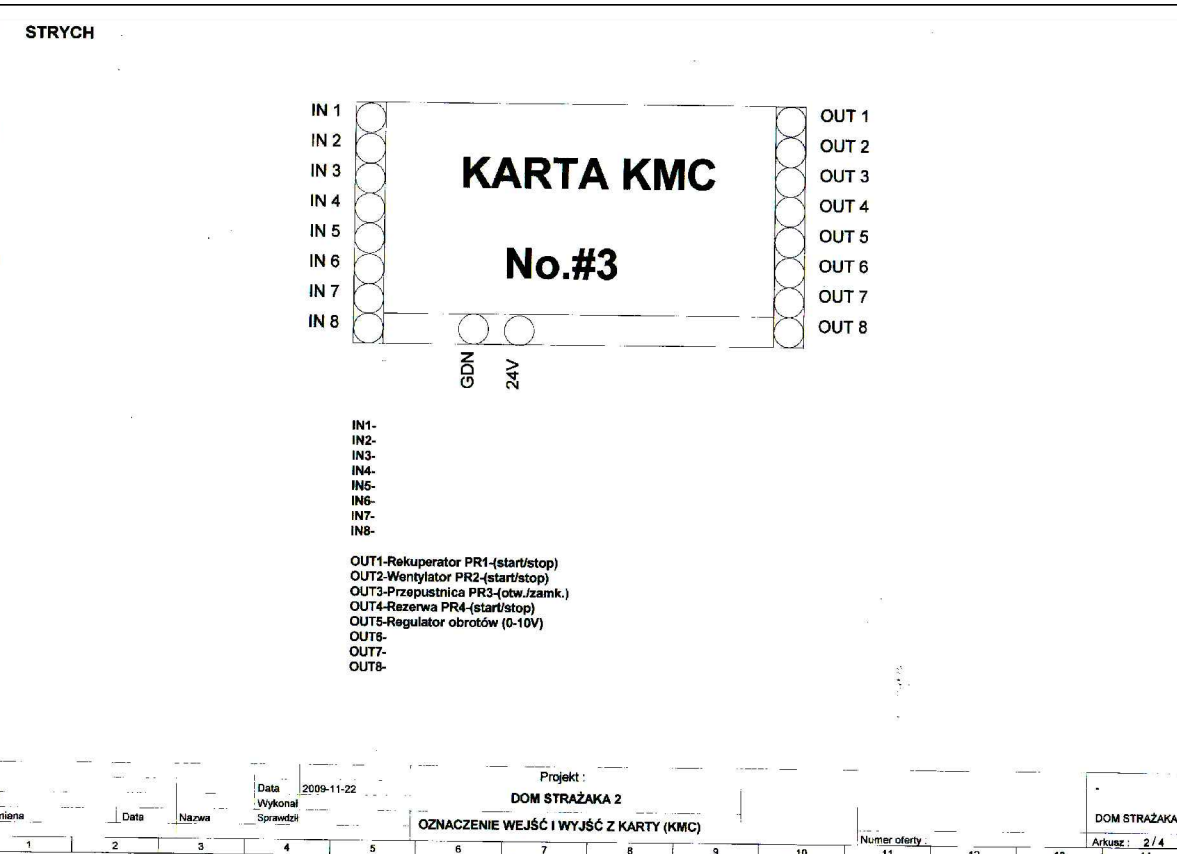 STRYCH
IN 1
IN 2
IN 3
IN 4
IN 5
IN 6
IN 7
IN 8
KARTA KMC
No.#3
OUT 1
OUT 2
OUT 3
OUT 4
OUT 5
OUT 6
OUT 7
OUT 8
GDN
24V
IN1-
IN2-
IN3-
IN4-
IN5-
IN6-
IN7-
IN8-
OUT1-Rekuperator PR1-(start/stop)
OUT2-Wentylator PR2-(start/stop)
OUT3-Przepustnica PR3-(otw./zamk.)
OUT4-Rezerwa PR4-(start/stop)
OUT5-Regulator obrotów (0-10V)
OUT6-
OUT7-
OUT8-
miana
Data
Nazwa
Data 2009-11-22
Wykonał
Sprawdził
Projekt :
DOM STRAŻAKA 2
OZNACZENIE WEJŚĆ I WYJŚĆ Z KARTY (KMC)
Numer oferty :
DOM STRAŻAKA
Arkusz : 2 / 4
1 2 3 4 5 6 7 8 9 10 11 12 13 14